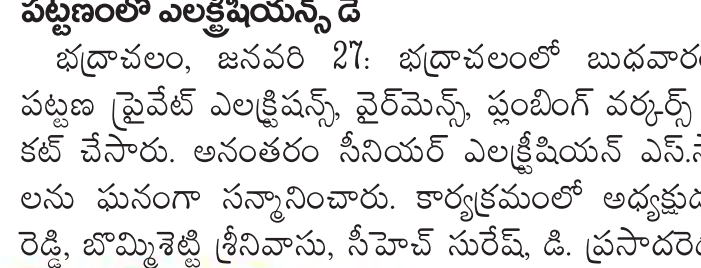 పట్టణంలో ఎలక్ట్రిషియన్స్ డే
భద్రాచలం, జనవరి 27: భద్రాచలంలో బుధవార
పట్టణ ప్రైవేట్ ఎలక్ట్రిషన్స్, వైర్‌మెన్స్, ప్లంబింగ్ వర్కర్స్
కట్ చేసారు. అనంతరం సీనియర్ ఎలక్ట్రీషియన్ ఎస్.
లను ఘనంగా సన్మానించారు. కార్యక్రమంలో అధ్యక్షుడ
రెడ్డి, బొమ్మిశెట్టి శ్రీనివాసు, సీహెచ్ సురేష్, డి. ప్రసాదరె